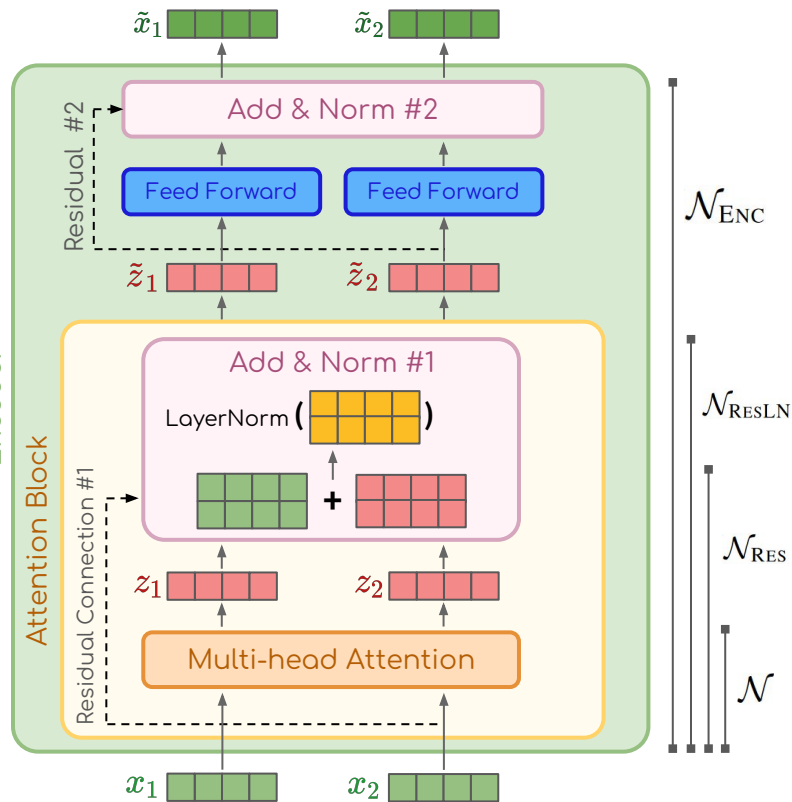 x̃₁ x̃₂
Add & Norm #2
Residual #2
Feed Forward Feed Forward
𝒩ENC
z̃₁ z̃₂
Add & Norm #1
LayerNorm ( )
𝒩RESLN
+
Attention Block
Residual Connection #1
𝒩RES
z₁ z₂
Multi-head Attention
𝒩
x₁ x₂